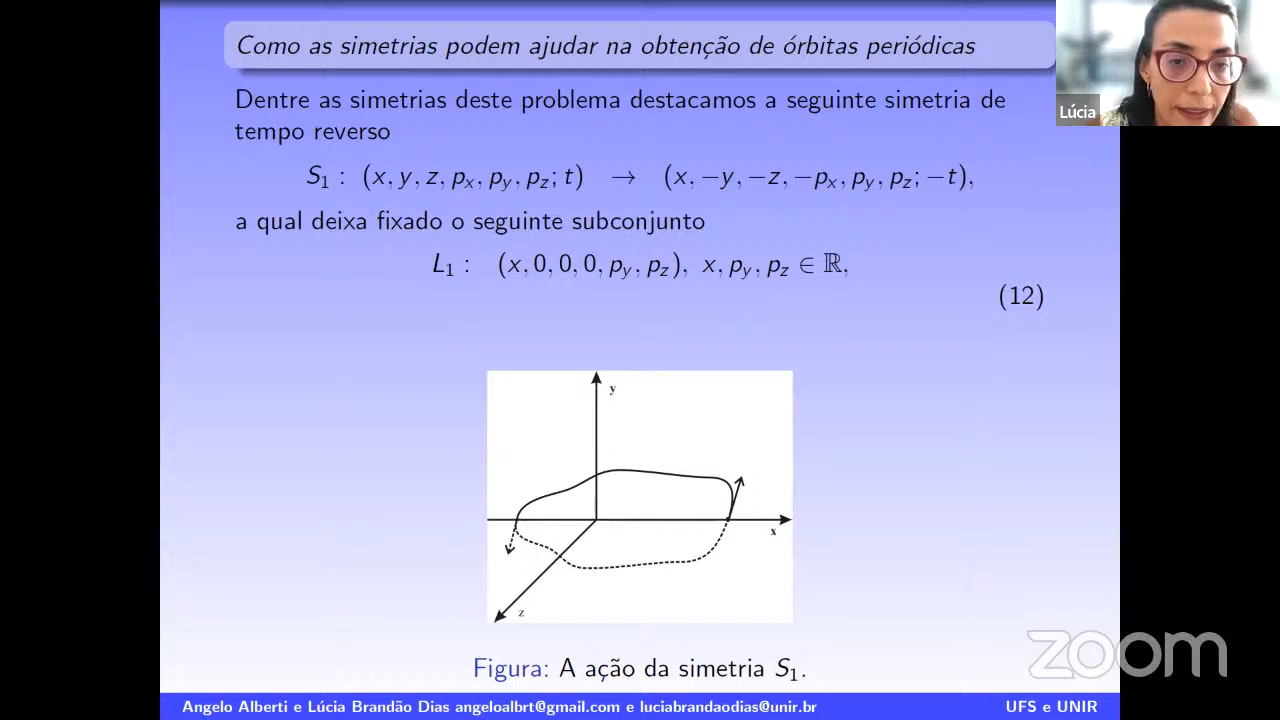 Como as simetrias podem ajudar na obtenção de órbitas periódicas
Dentre as simetrias deste problema destacamos a seguinte simetria de
tempo reverso
S₁ : (x, y, z, pₓ, p_y, p_z; t) → (x, −y, −z, −pₓ, p_y, p_z; −t),
a qual deixa fixado o seguinte subconjunto
L₁ : (x, 0, 0, 0, p_y, p_z), x, p_y, p_z ∈ ℝ,
(12)
y
x
z
Figura: A ação da simetria S₁.
Angelo Alberti e Lúcia Brandão Dias angeloalbrt@gmail.com e luciabrandaodias@unir.br
UFS e UNIR
Lúcia
zoom